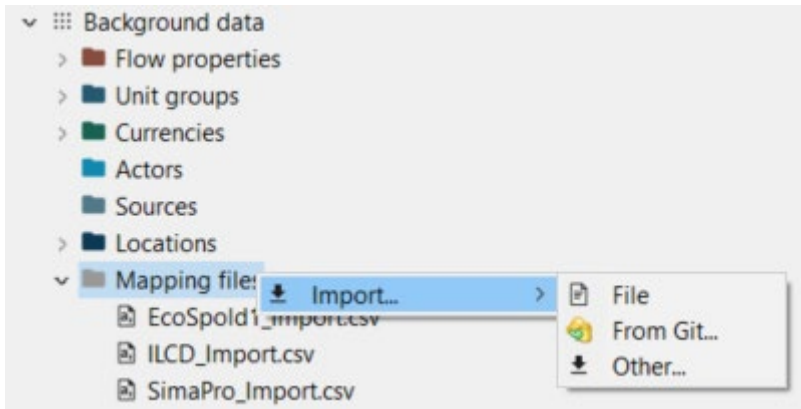 Background data
Flow properties
Unit groups
Currencies
Actors
Sources
Locations
Mapping files
Import...
File
EcoSpold1_Import.csv
From Git...
ILCD_Import.csv
Other...
SimaPro_Import.csv